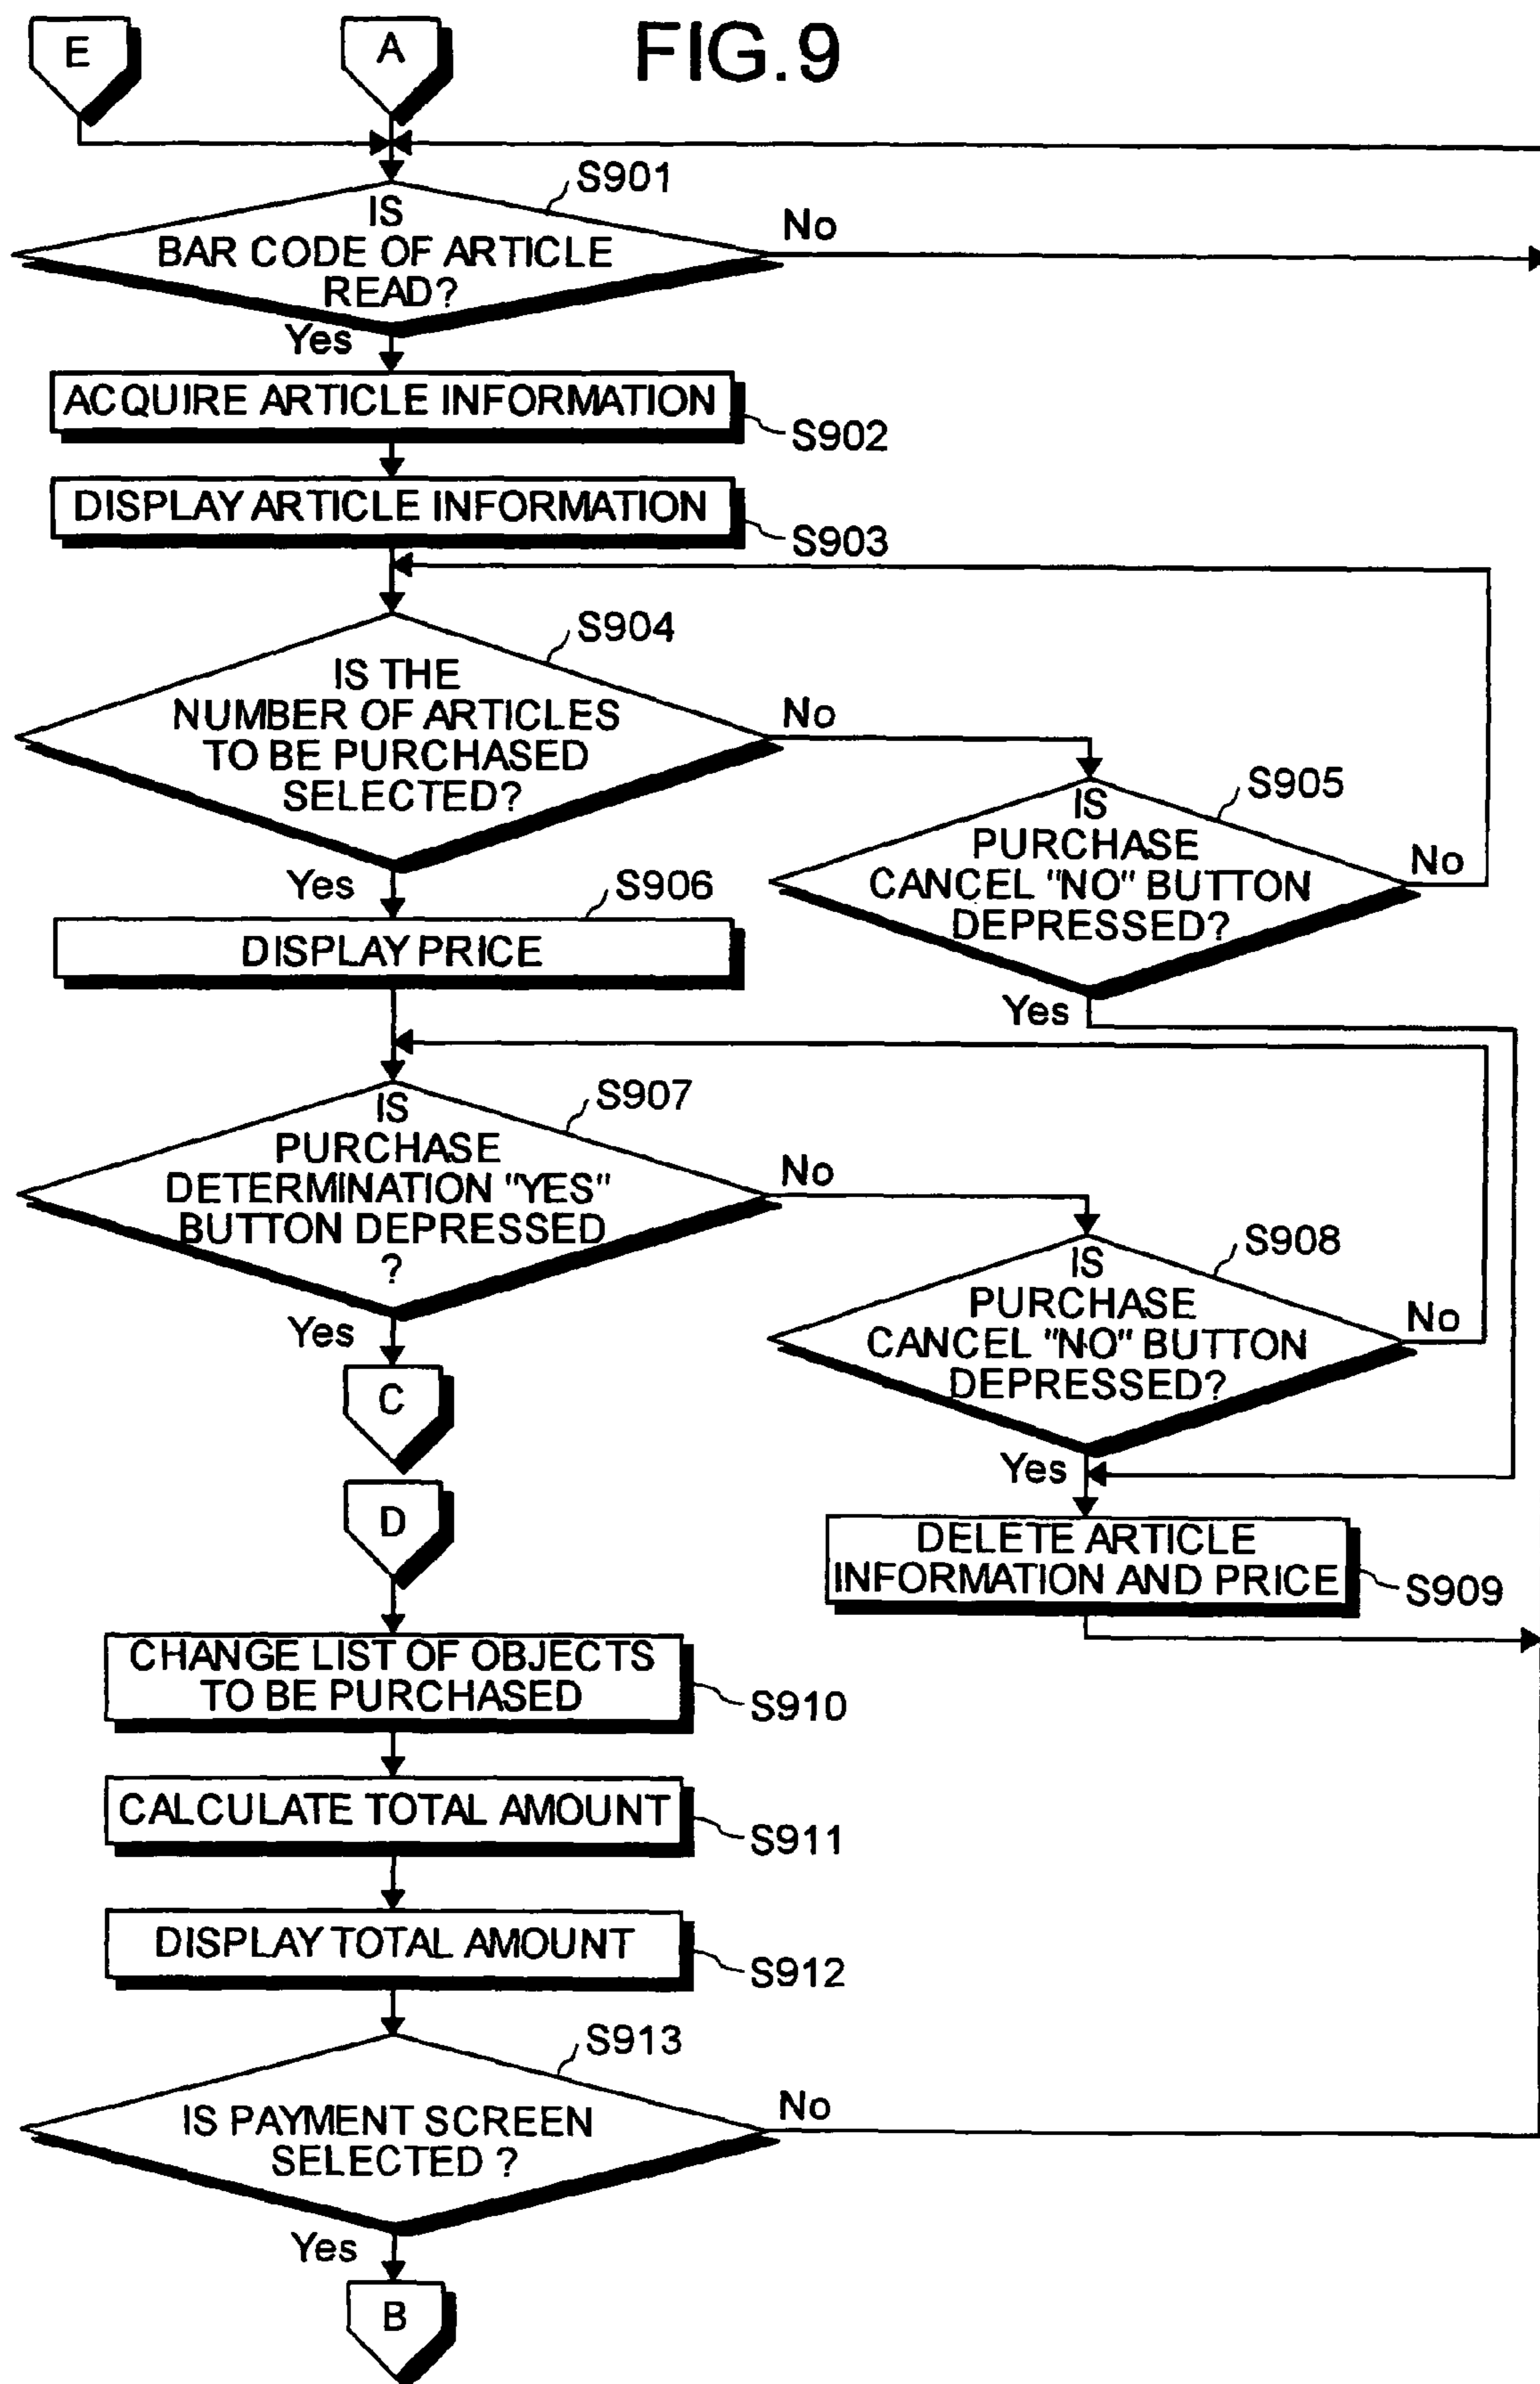 FIG.9
E
A
S901
IS
BAR CODE OF ARTICLE
READ?
No
Yes
ACQUIRE ARTICLE INFORMATION
S902
DISPLAY ARTICLE INFORMATION
S903
S904
IS THE
NUMBER OF ARTICLES
TO BE PURCHASED
SELECTED?
No
Yes
S905
IS
PURCHASE
CANCEL "NO" BUTTON
DEPRESSED?
No
Yes
S906
DISPLAY PRICE
S907
IS
PURCHASE
DETERMINATION "YES"
BUTTON DEPRESSED
?
No
Yes
C
S908
IS
PURCHASE
CANCEL "NO" BUTTON
DEPRESSED?
No
Yes
DELETE ARTICLE
INFORMATION AND PRICE
S909
D
CHANGE LIST OF OBJECTS
TO BE PURCHASED
S910
CALCULATE TOTAL AMOUNT
S911
DISPLAY TOTAL AMOUNT
S912
S913
IS PAYMENT SCREEN
SELECTED ?
No
Yes
B